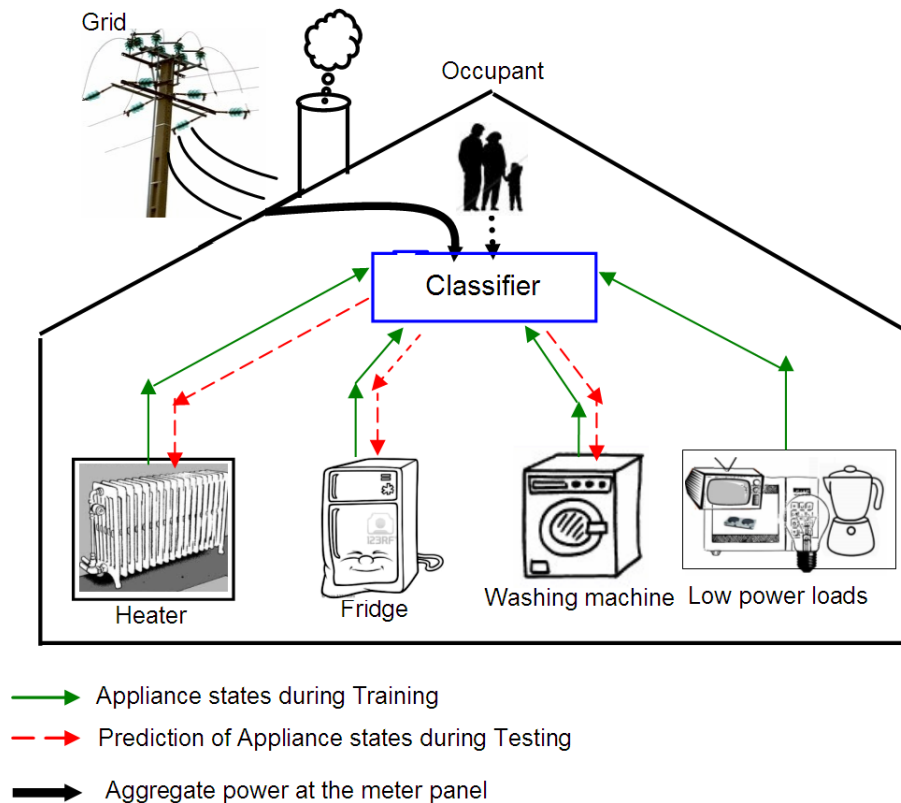 Grid
Occupant
Classifier
123RF
Heater
Fridge
Washing machine
Low power loads
Appliance states during Training
Prediction of Appliance states during Testing
Aggregate power at the meter panel